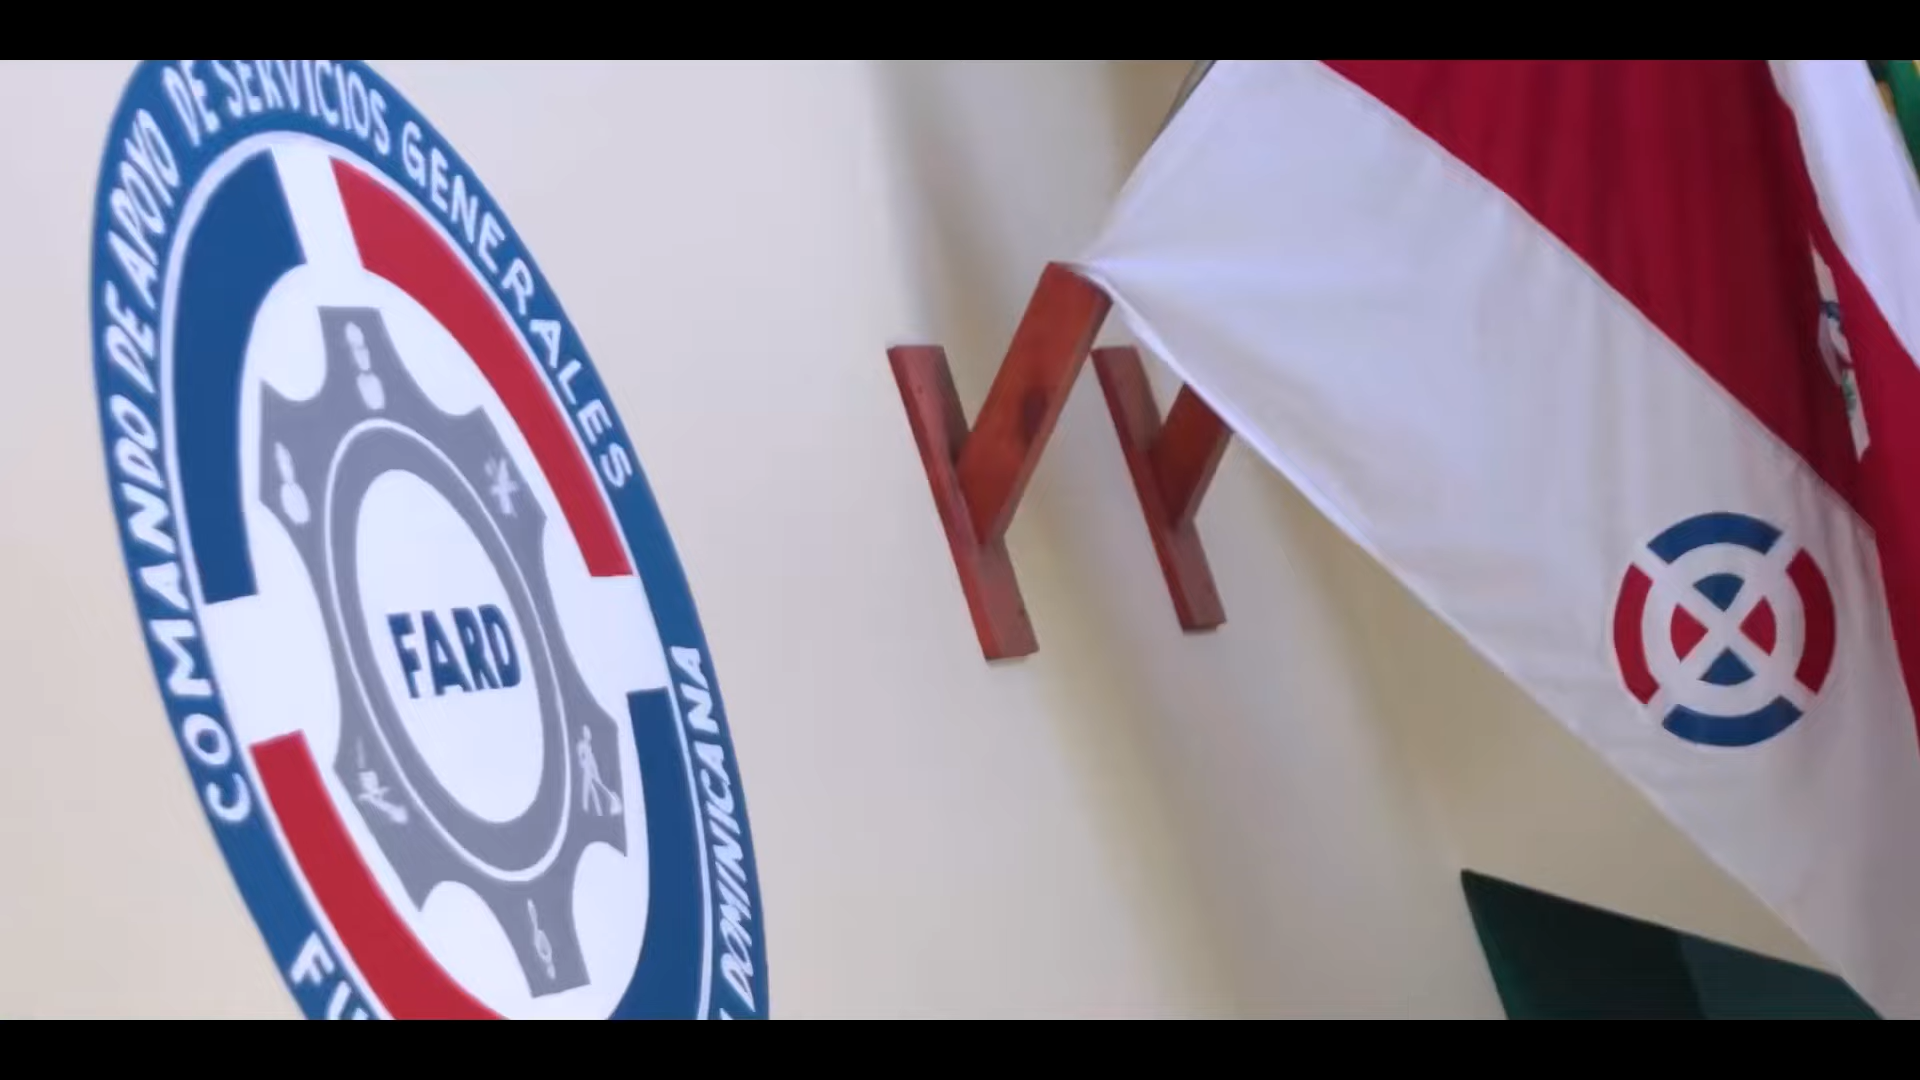 COMANDO DE APOYO DE SERVICIOS GENERALES
FARD
DOMINICANA